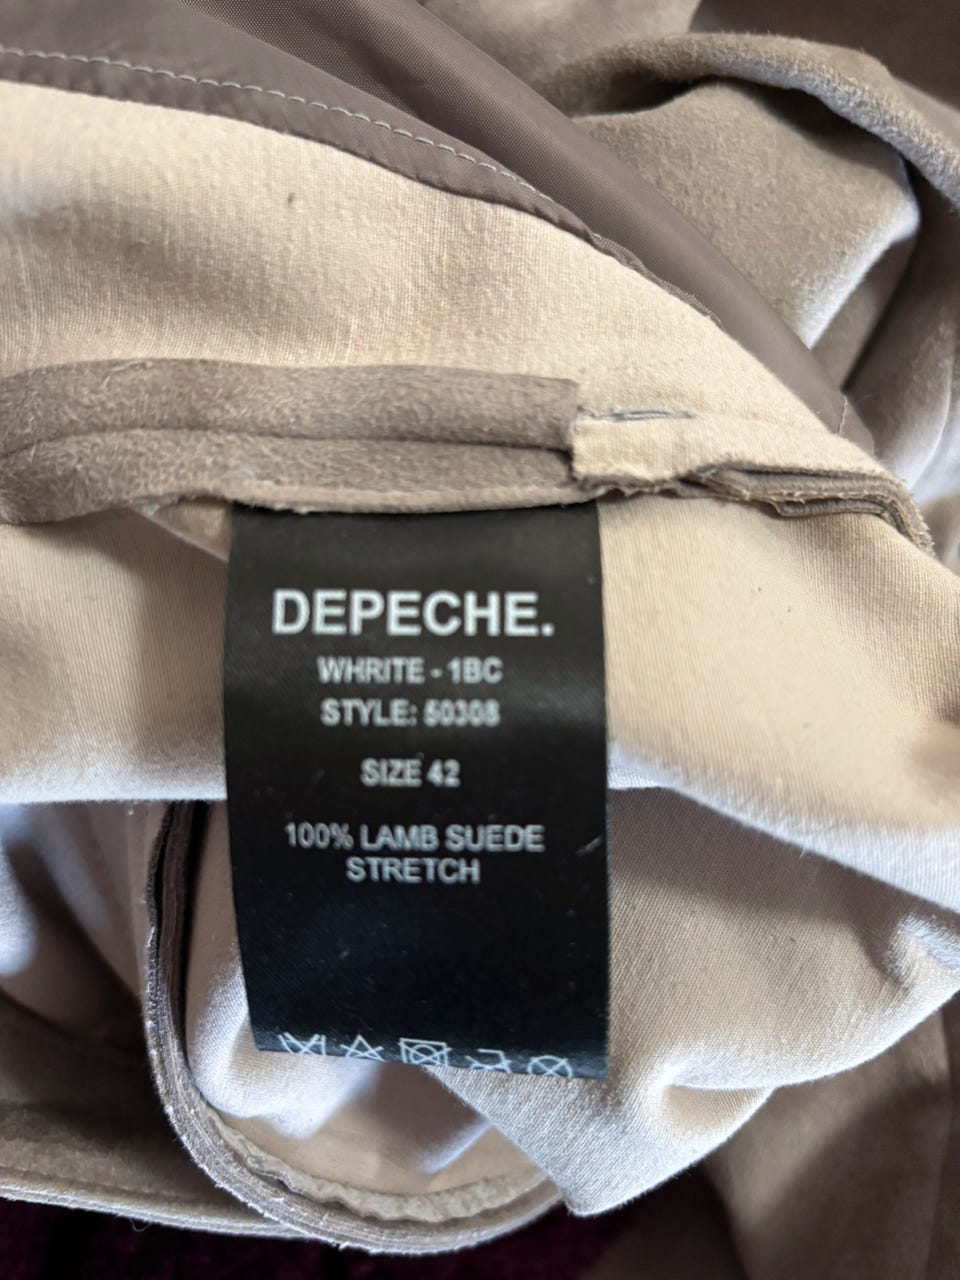 DEPECHE.
WHRITE - 1BC
STYLE: 50308
SIZE 42
100% LAMB SUEDE
STRETCH